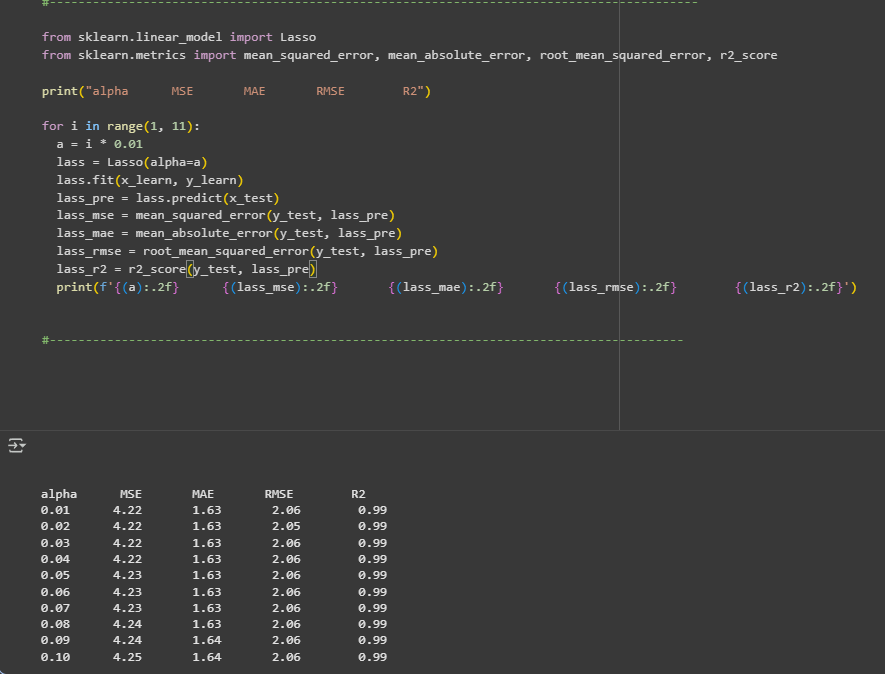 #------------------------------------------------------------------------------------------
from sklearn.linear_model import Lasso
from sklearn.metrics import mean_squared_error, mean_absolute_error, root_mean_squared_error, r2_score
print("alpha      MSE       MAE       RMSE        R2")
for i in range(1, 11):
  a = i * 0.01
  lass = Lasso(alpha=a)
  lass.fit(x_learn, y_learn)
  lass_pre = lass.predict(x_test)
  lass_mse = mean_squared_error(y_test, lass_pre)
  lass_mae = mean_absolute_error(y_test, lass_pre)
  lass_rmse = root_mean_squared_error(y_test, lass_pre)
  lass_r2 = r2_score(y_test, lass_pre)
  print(f'{(a):.2f}      {(lass_mse):.2f}       {(lass_mae):.2f}       {(lass_rmse):.2f}        {(lass_r2):.2f}')
#----------------------------------------------------------------------------------------
alpha      MSE       MAE       RMSE        R2
0.01      4.22       1.63       2.06        0.99
0.02      4.22       1.63       2.05        0.99
0.03      4.22       1.63       2.06        0.99
0.04      4.22       1.63       2.06        0.99
0.05      4.23       1.63       2.06        0.99
0.06      4.23       1.63       2.06        0.99
0.07      4.23       1.63       2.06        0.99
0.08      4.24       1.63       2.06        0.99
0.09      4.24       1.64       2.06        0.99
0.10      4.25       1.64       2.06        0.99